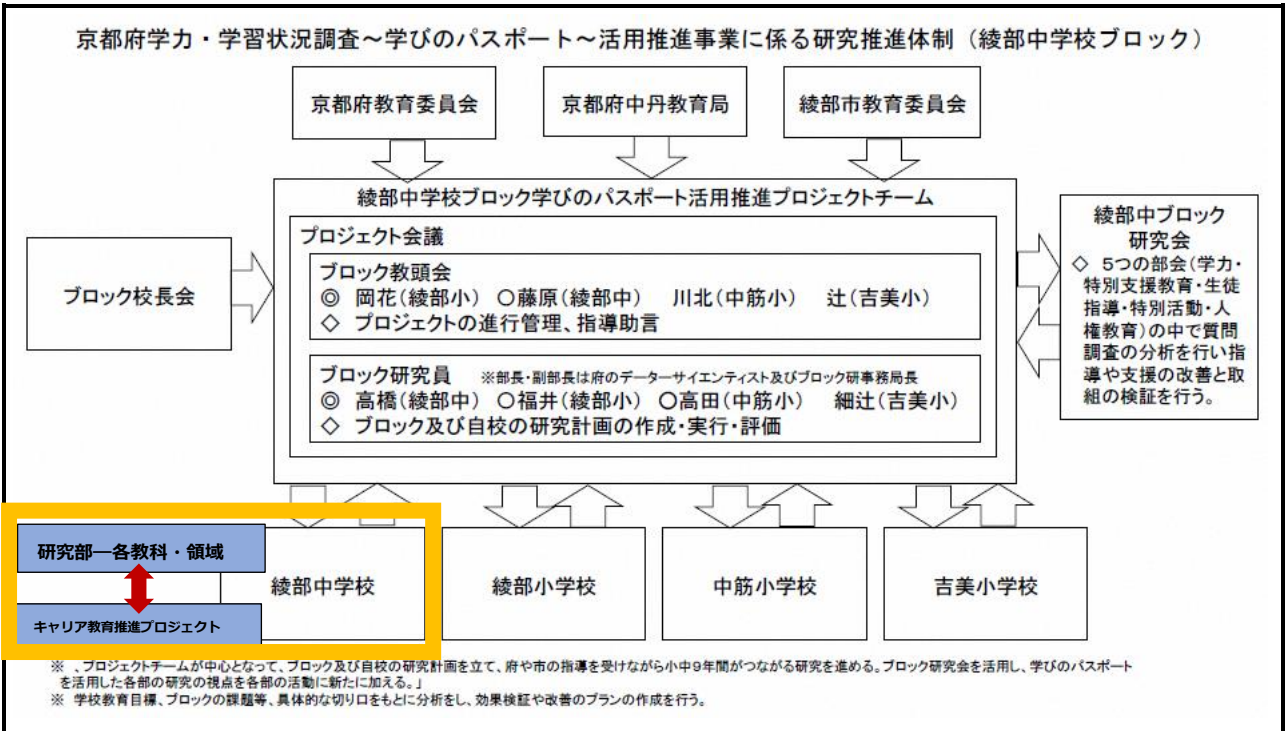 京都府学力・学習状況調査～学びのパスポート～活用推進事業に係る研究推進体制（綾部中学校ブロック）
京都府教育委員会
京都府中丹教育局
綾部市教育委員会
綾部中学校ブロック学びのパスポート活用推進プロジェクトチーム
プロジェクト会議
ブロック教頭会
◎ 岡花（綾部小） ○藤原（綾部中） 川北（中筋小） 辻（吉美小）
◇ プロジェクトの進行管理、指導助言
ブロック研究員 ※部長・副部長は府のデーターサイエンティスト及びブロック研事務局長
◎ 高橋（綾部中） ○福井（綾部小） ○高田（中筋小） 細辻（吉美小）
◇ ブロック及び自校の研究計画の作成・実行・評価
ブロック校長会
綾部中ブロック
研究会
◇ 5つの部会（学力・
特別支援教育・生徒
指導・特別活動・人
権教育）の中で質問
調査の分析を行い指
導や支援の改善と取
組の検証を行う。
研究部―各教科・領域
キャリア教育推進プロジェクト
綾部中学校
綾部小学校
中筋小学校
吉美小学校
※ 、プロジェクトチームが中心となって、ブロック及び自校の研究計画を立て、府や市の指導を受けながら小中9年間がつながる研究を進める。ブロック研究会を活用し、学びのパスポート
を活用した各部の研究の視点を各部の活動に新たに加える。」
※ 学校教育目標、ブロックの課題等、具体的な切り口をもとに分析をし、効果検証や改善のプランの作成を行う。